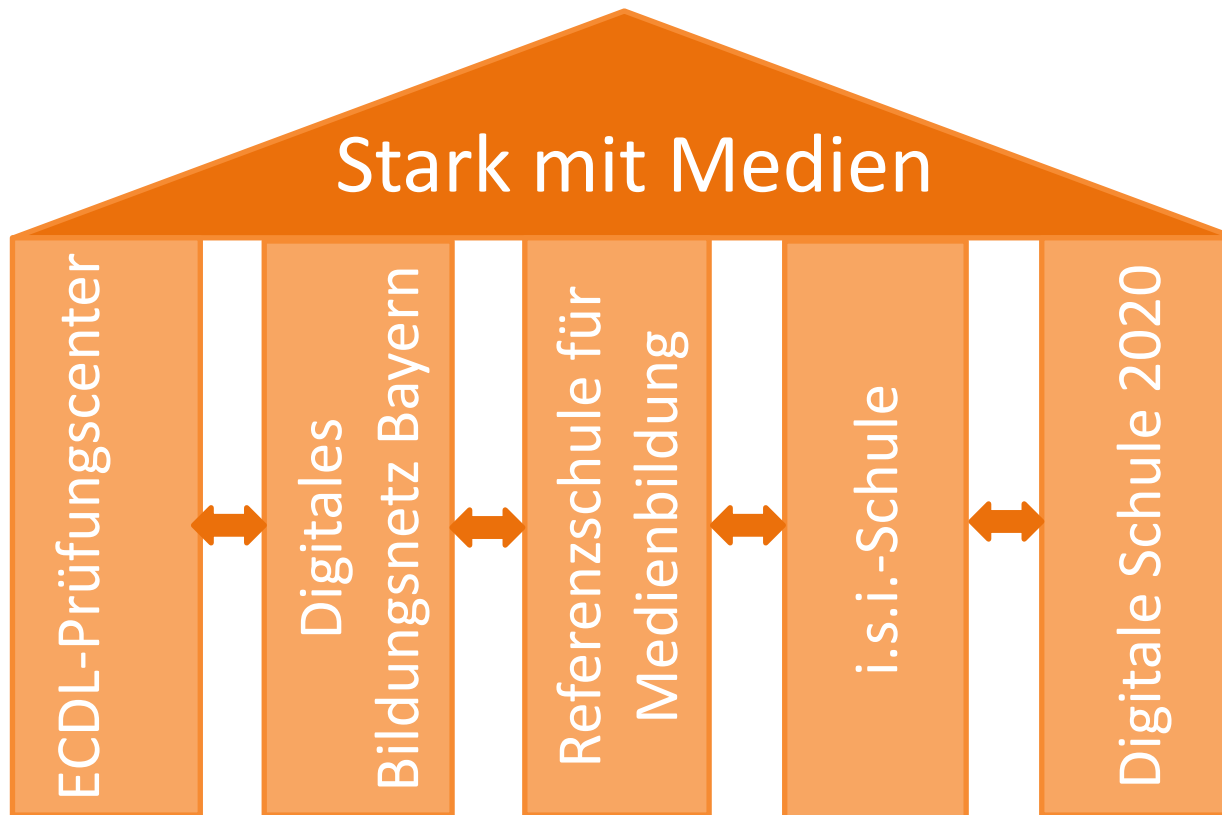 Stark mit Medien
ECDL-Prüfungscenter
Digitales
Bildungsnetz Bayern
Referenzschule für
Medienbildung
i.s.i.-Schule
Digitale Schule 2020